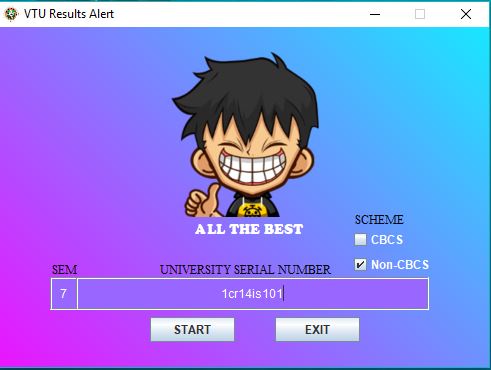 VTU Results Alert
ALL THE BEST
SCHEME
CBCS
Non-CBCS
SEM UNIVERSITY SERIAL NUMBER
7 1cr14is101
START EXIT